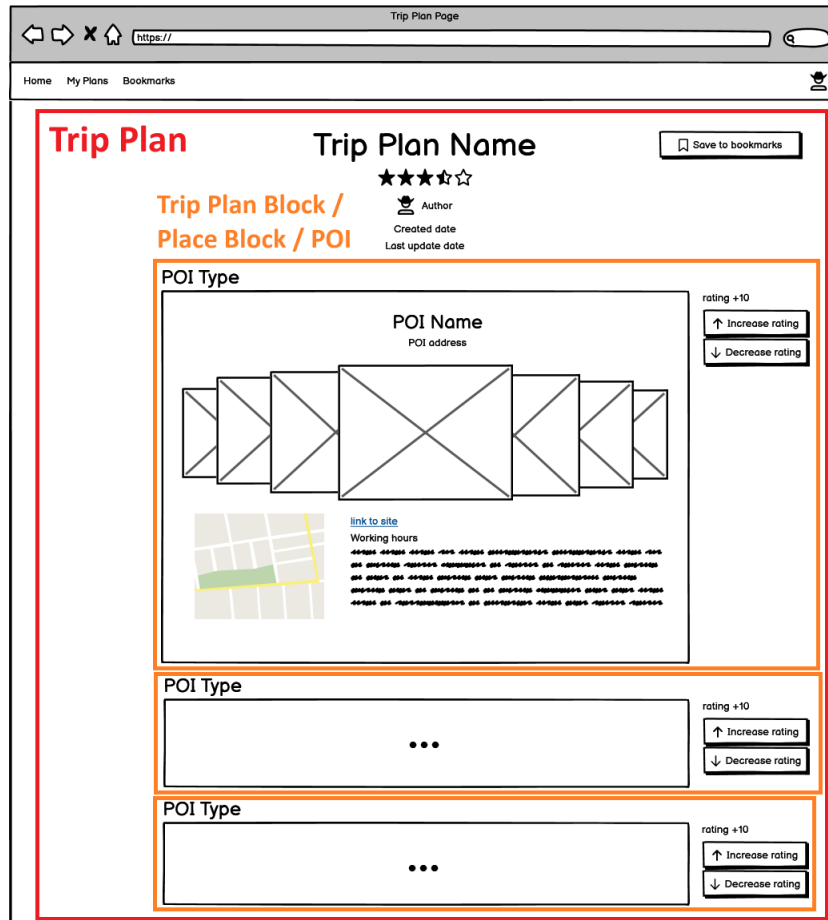 Trip Plan Page
https://
Home My Plans Bookmarks
Trip Plan
Trip Plan Name
Save to bookmarks
Trip Plan Block /
Place Block / POI
Author
Created date
Last update date
POI Type
rating +10
Increase rating
Decrease rating
POI Name
POI address
link to site
Working hours
POI Type
rating +10
Increase rating
Decrease rating
POI Type
rating +10
Increase rating
Decrease rating